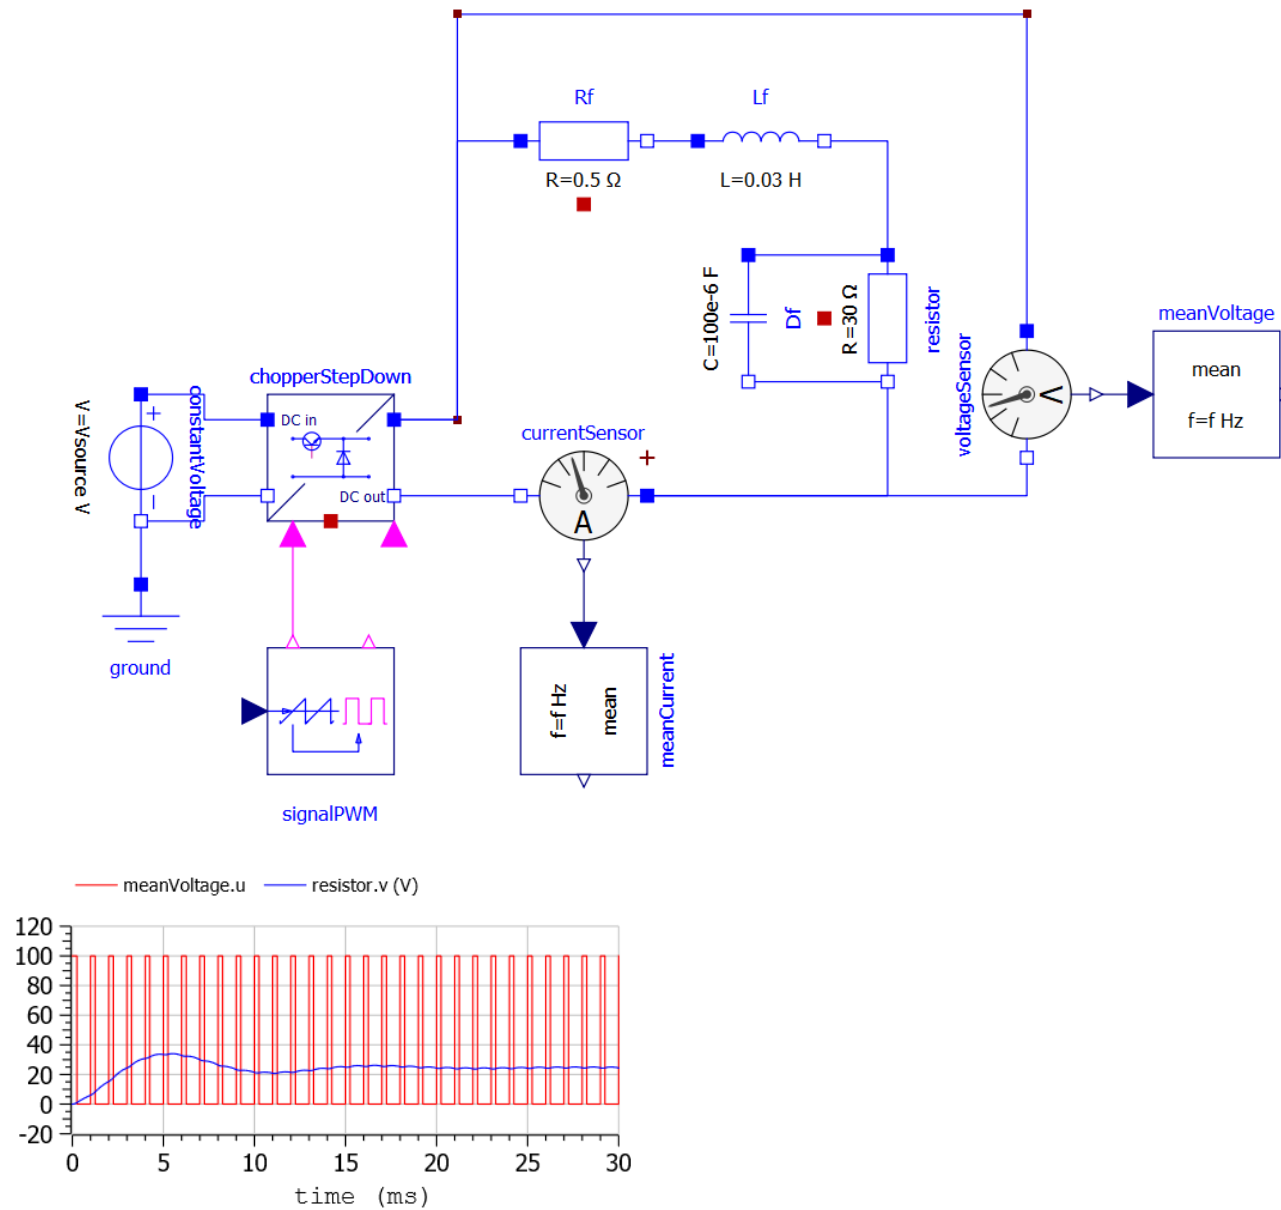 Rf
Lf
R=0.5 Ω
L=0.03 H
C=100e-6 F
Df
R=30 Ω
resistor
voltageSensor
V
meanVoltage
mean
f=f Hz
chopperStepDown
DC in
DC out
V=Vsource V
+
−
constantVoltage
currentSensor
+
A
ground
f=f Hz
mean
meanCurrent
signalPWM
meanVoltage.u
resistor.v (V)
120
100
80
60
40
20
0
-20
0 5 10 15 20 25 30
time (ms)